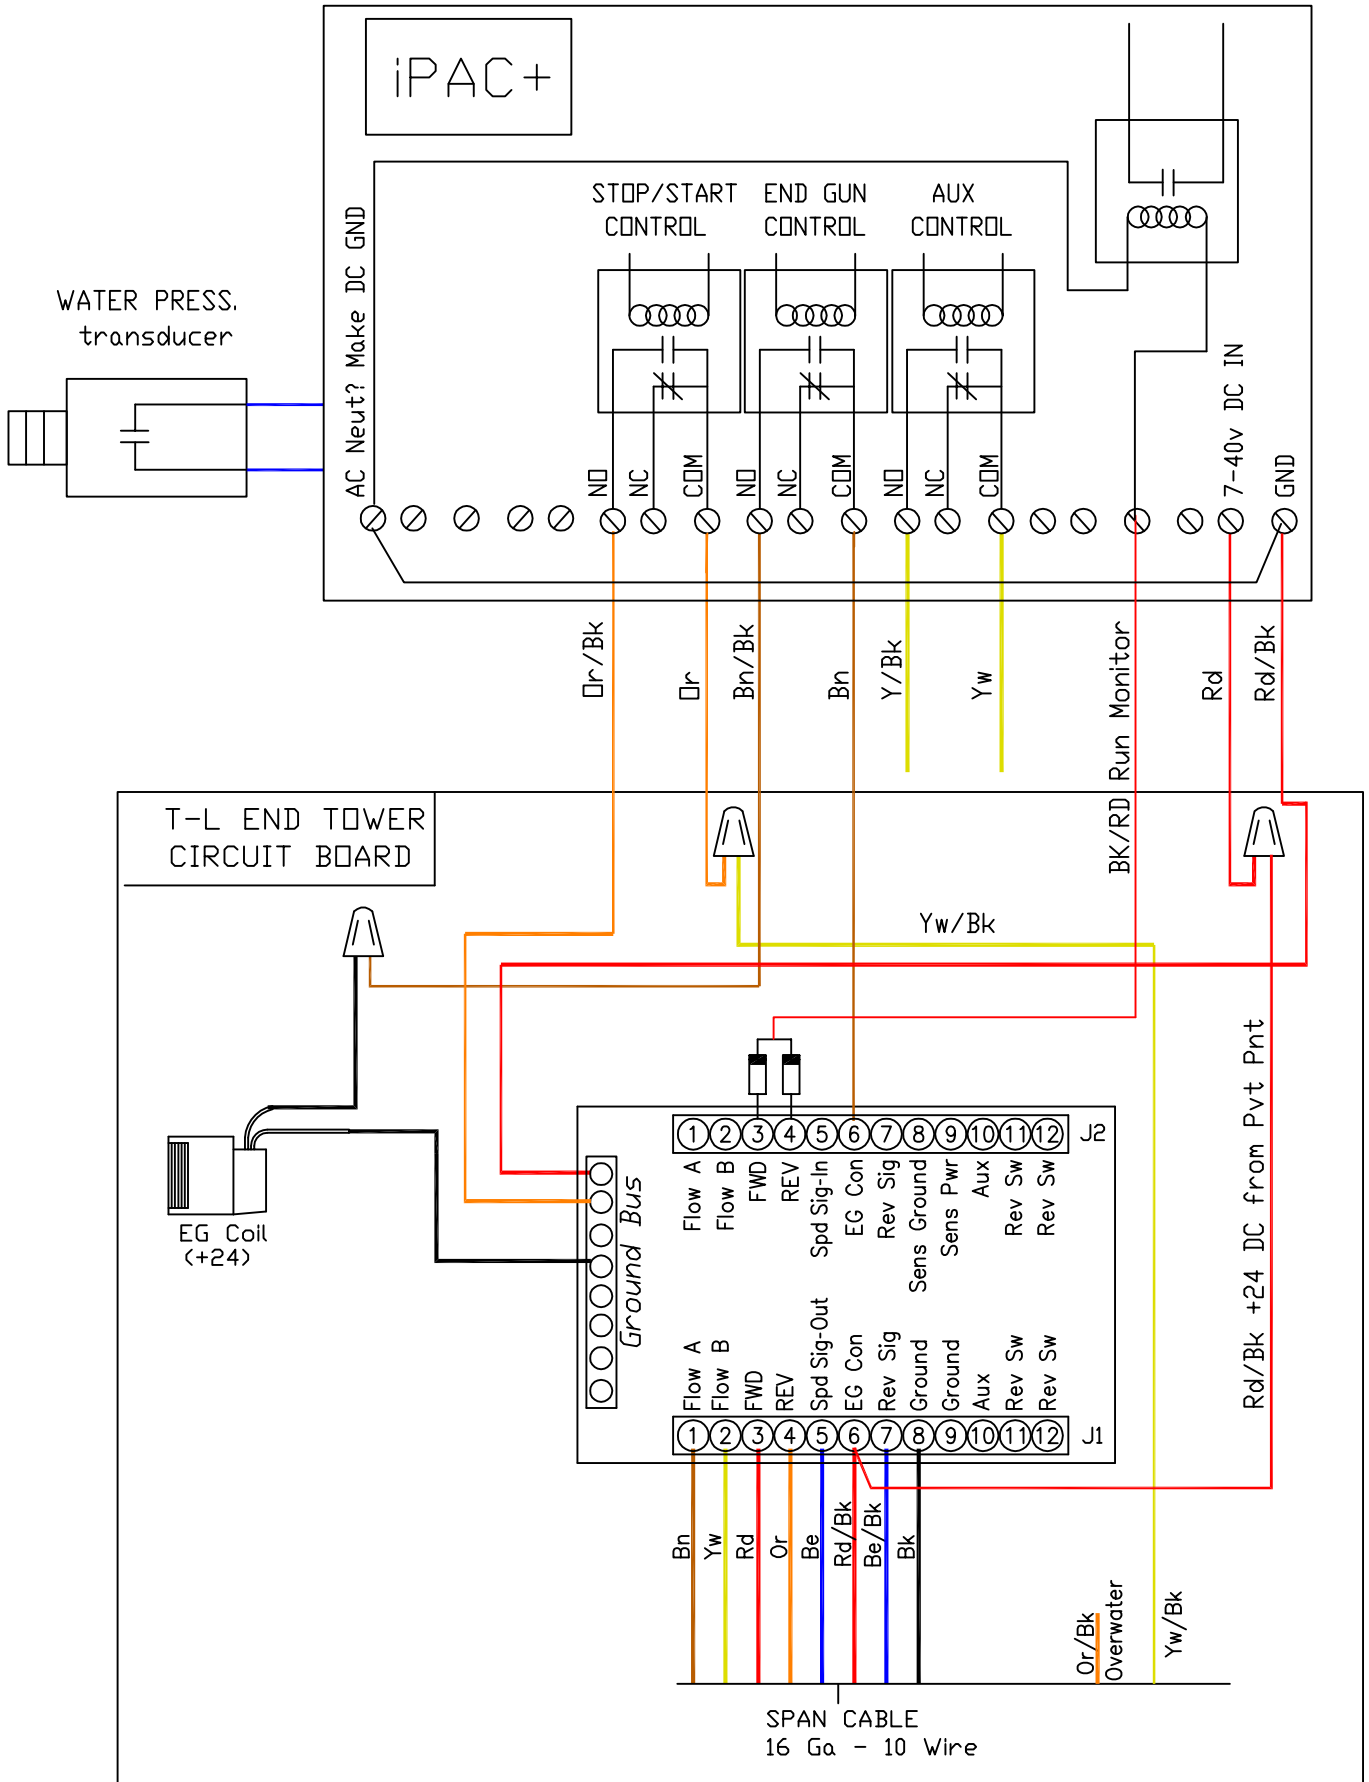 iPAC+
STOP/START
CONTROL
END GUN
CONTROL
AUX
CONTROL
AC Neut? Make DC GND
WATER PRESS.
transducer
NO
NC
COM
NO
NC
COM
NO
NC
COM
7-40v DC IN
GND
Or/Bk
Or
Bn/Bk
Bn
Y/Bk
Yw
BK/RD Run Monitor
Rd
Rd/Bk
T-L END TOWER
CIRCUIT BOARD
Yw/Bk
EG Coil
(+24)
Ground Bus
1 2 3 4 5 6 7 8 9 10 11 12 J2
Flow A
Flow B
FWD
REV
Spd Sig-In
EG Con
Rev Sig
Sens Ground
Sens Pwr
Aux
Rev Sw
Rev Sw
Rd/Bk +24 DC from Pvt Pnt
Flow A
Flow B
FWD
REV
Spd Sig-Out
EG Con
Rev Sig
Ground
Ground
Aux
Rev Sw
Rev Sw
1 2 3 4 5 6 7 8 9 10 11 12 J1
Bn
Yw
Rd
Or
Be
Rd/Bk
Be/Bk
Bk
Or/Bk
Overwater
Yw/Bk
SPAN CABLE
16 Ga - 10 Wire